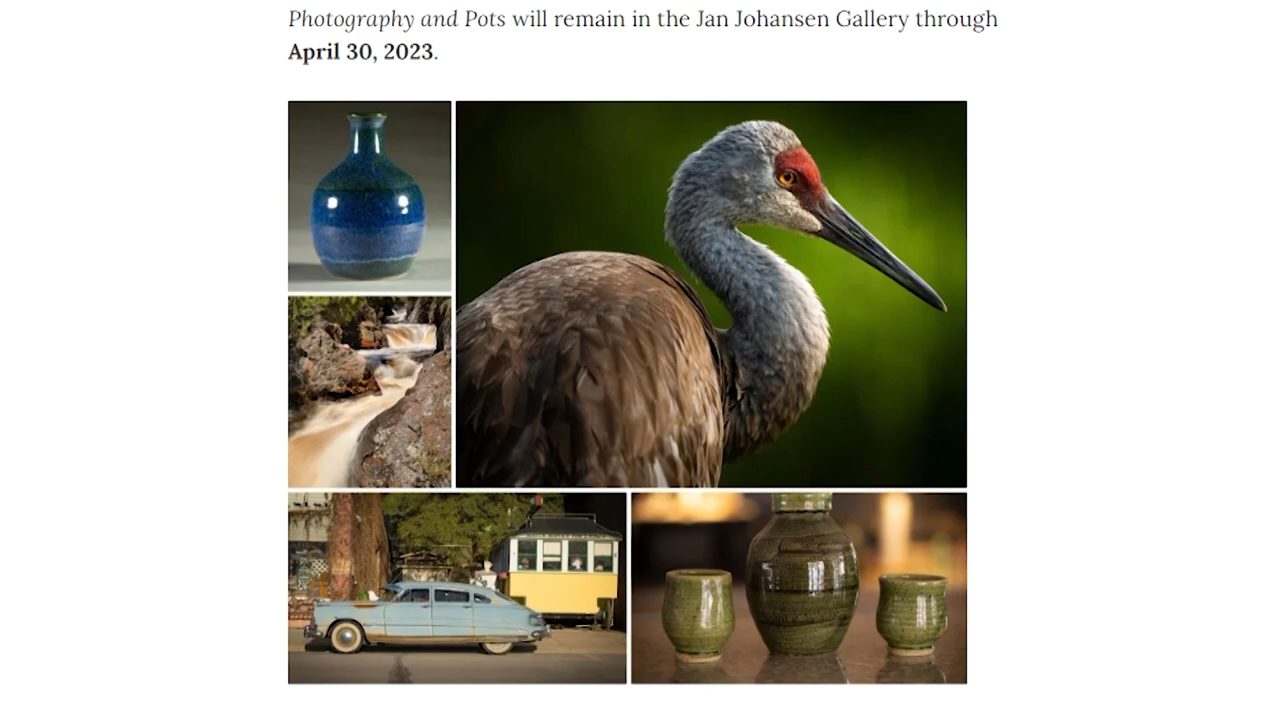 Photography and Pots will remain in the Jan Johansen Gallery through
April 30, 2023.